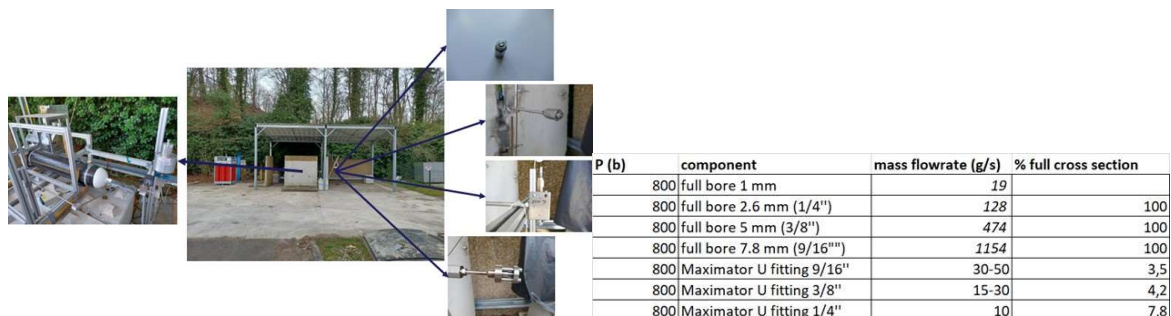 P (b) component mass flowrate (g/s) % full cross section
800 full bore 1 mm 19
800 full bore 2.6 mm (1/4'') 128 100
800 full bore 5 mm (3/8'') 474 100
800 full bore 7.8 mm (9/16"") 1154 100
800 Maximator U fitting 9/16'' 30-50 3,5
800 Maximator U fitting 3/8'' 15-30 4,2
800 Maximator U fitting 1/4'' 10 7,8